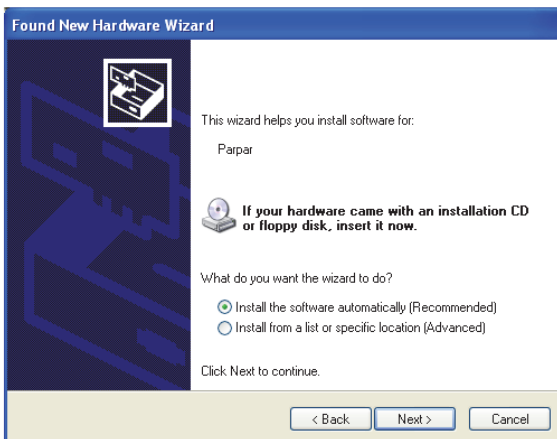 Found New Hardware Wizard
This wizard helps you install software for:
Parpar
If your hardware came with an installation CD
or floppy disk, insert it now.
What do you want the wizard to do?
Install the software automatically (Recommended)
Install from a list or specific location (Advanced)
Click Next to continue.
< Back Next > Cancel